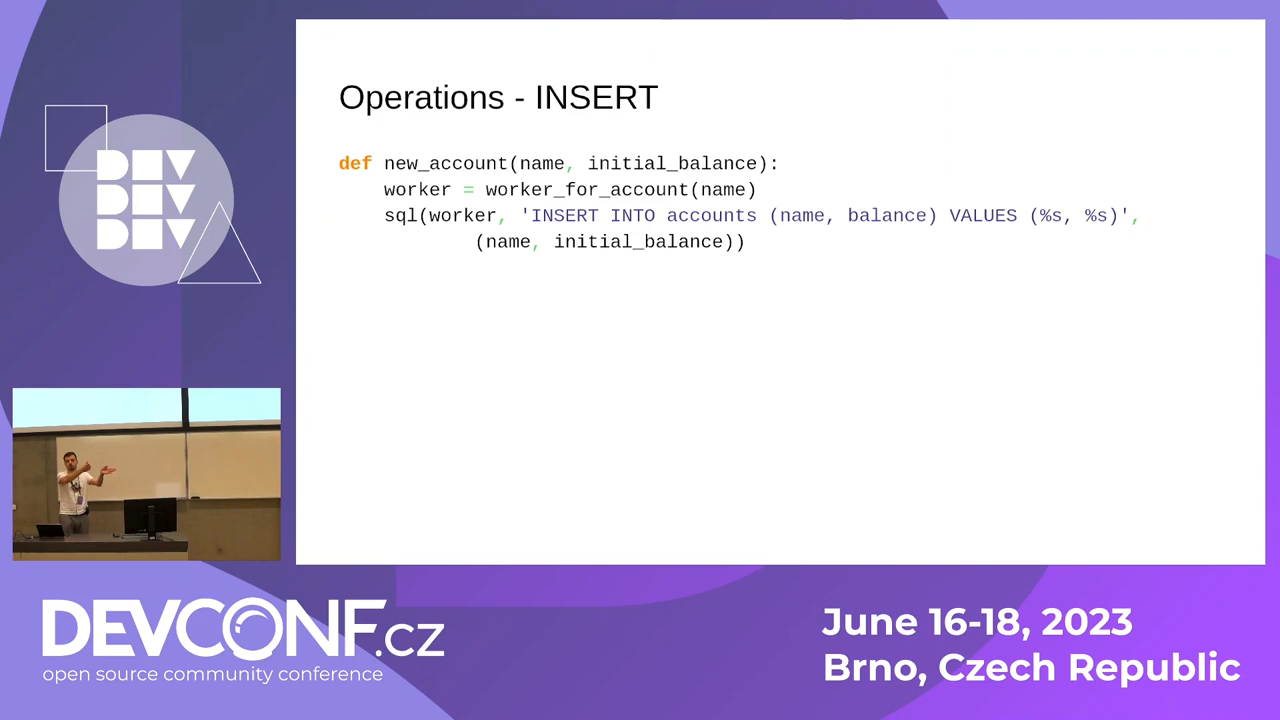 Operations - INSERT
def new_account(name, initial_balance):
    worker = worker_for_account(name)
    sql(worker, 'INSERT INTO accounts (name, balance) VALUES (%s, %s)',
            (name, initial_balance))
DEV
DEV
DEV
DEVCONF.cz
open source community conference
June 16-18, 2023
Brno, Czech Republic